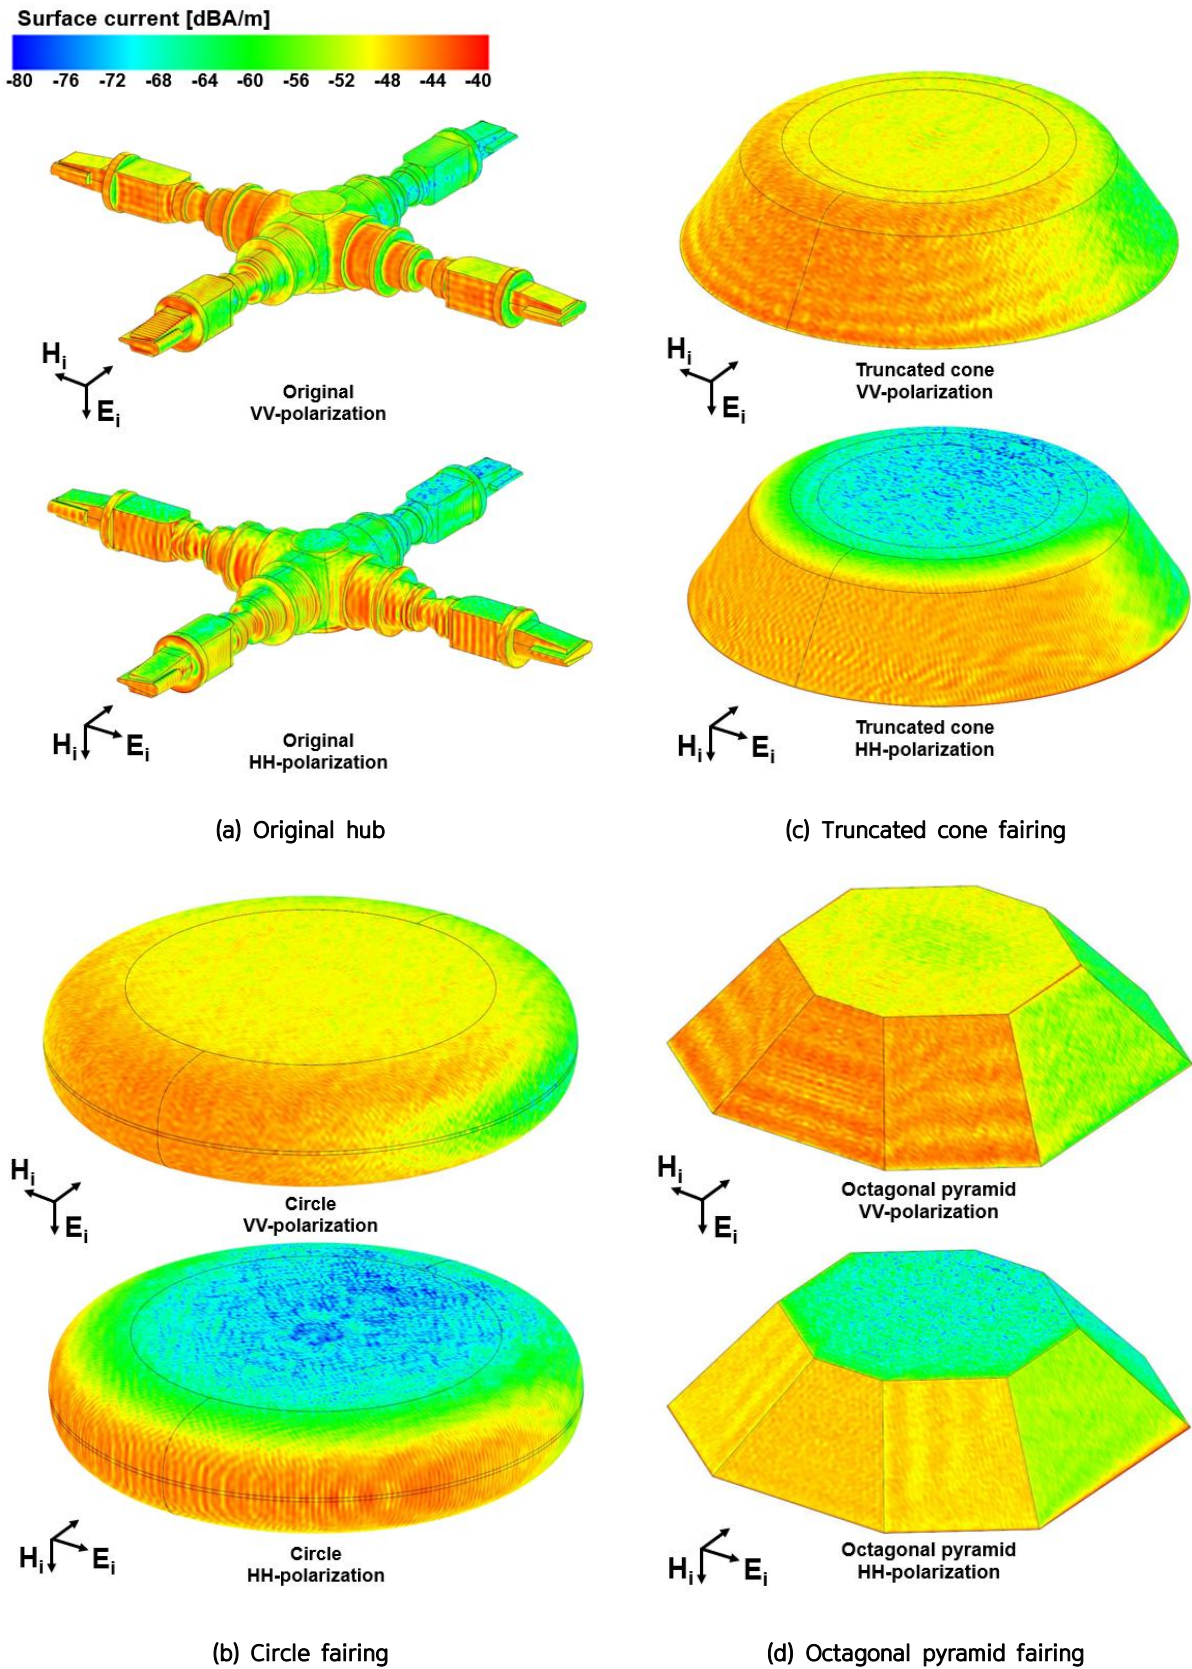 Surface current [dBA/m]
-80 -76 -72 -68 -64 -60 -56 -52 -48 -44 -40
Hi
Ei
Original
VV-polarization
Hi
Ei
Original
HH-polarization
(a) Original hub
Hi
Ei
Truncated cone
VV-polarization
Hi
Ei
Truncated cone
HH-polarization
(c) Truncated cone fairing
Hi
Ei
Circle
VV-polarization
Hi
Ei
Circle
HH-polarization
(b) Circle fairing
Hi
Ei
Octagonal pyramid
VV-polarization
Hi
Ei
Octagonal pyramid
HH-polarization
(d) Octagonal pyramid fairing